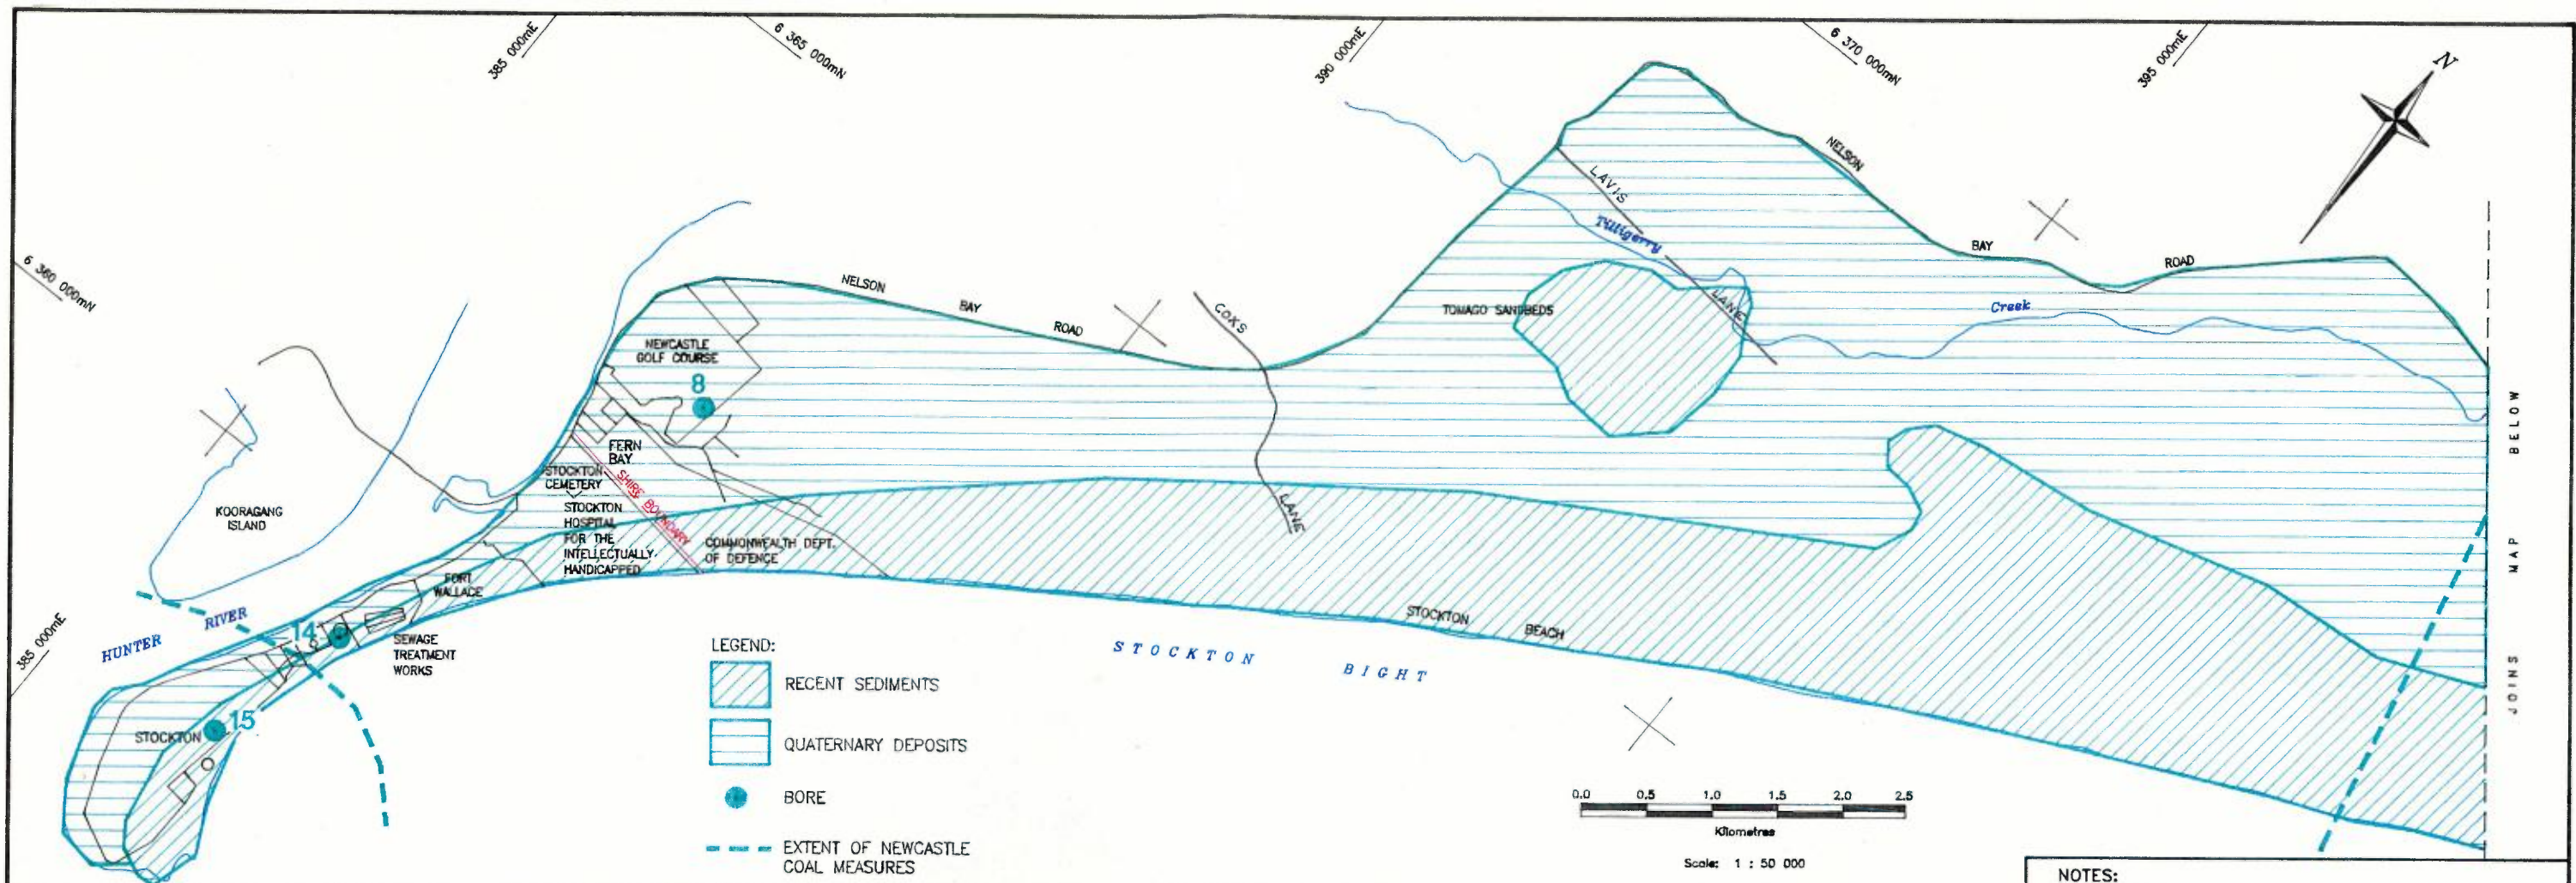 385 000mE
6 365 000mN
390 000mE
6 370 000mN
395 000mE
N
6 360 000mN
385 000mE
NELSON
BAY
ROAD
NELSON
BAY
ROAD
LAVIS
LANE
Tilligerry
Creek
COXS
LANE
TOMAGO SANDBEDS
NEWCASTLE
GOLF COURSE
8
FERN
BAY
SHIRE BOUNDARY
STOCKTON
CEMETERY
STOCKTON
HOSPITAL
FOR THE
INTELLECTUALLY
HANDICAPPED
COMMONWEALTH DEPT.
OF DEFENCE
KOORAGANG
ISLAND
FORT
WALLACE
HUNTER RIVER
14
SEWAGE
TREATMENT
WORKS
15
STOCKTON
STOCKTON BEACH
STOCKTON BIGHT
JOINS MAP BELOW
LEGEND:
RECENT SEDIMENTS
QUATERNARY DEPOSITS
BORE
EXTENT OF NEWCASTLE
COAL MEASURES
0.0 0.5 1.0 1.5 2.0 2.5
Kilometres
Scale: 1 : 50 000
NOTES: